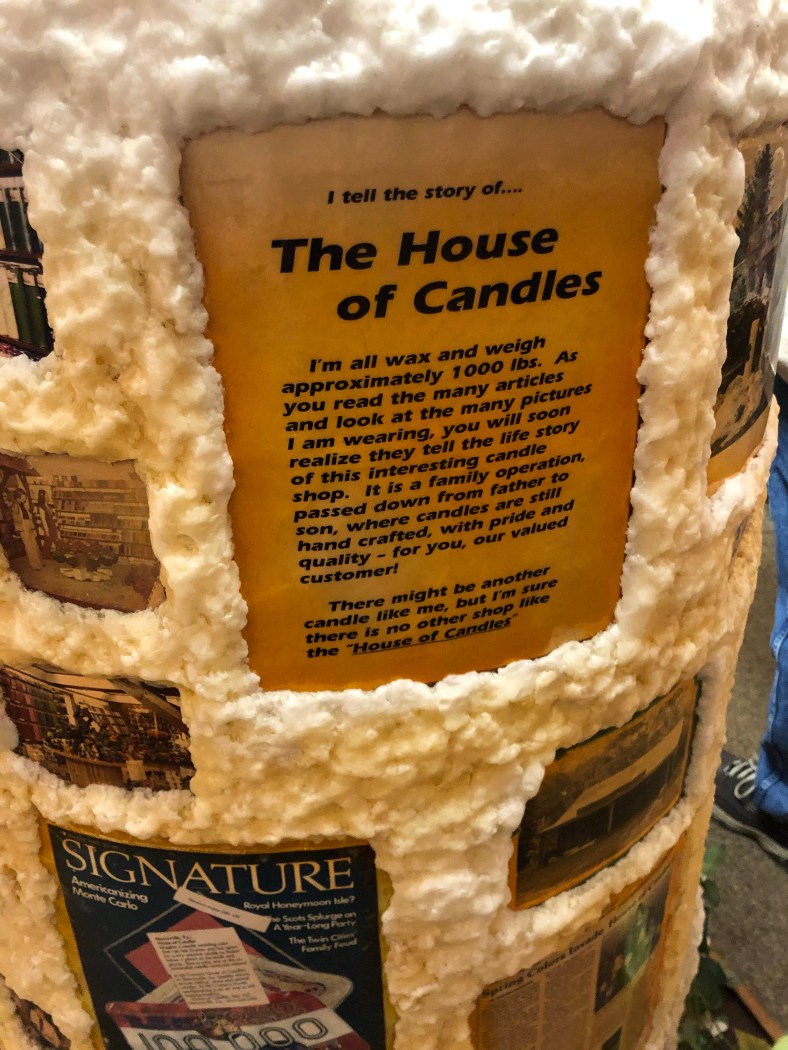 I tell the story of....
The House
of Candles
I'm all wax and weigh
approximately 1000 lbs.  As
you read the many articles
and look at the many pictures
I am wearing, you will soon
realize they tell the life story
of this interesting candle
shop.  It is a family operation,
passed down from father to
son, where candles are still
hand crafted, with pride and
quality – for you, our valued
customer!
There might be another
candle like me, but I'm sure
there is no other shop like
the "House of Candles"
SIGNATURE
Americanizing
Monte Carlo
Royal Honeymoon Isle?
Scots Splurge on
A Year-Long Party
The Twin Cities'
Family Feud
100,000
Spring Colors Invade